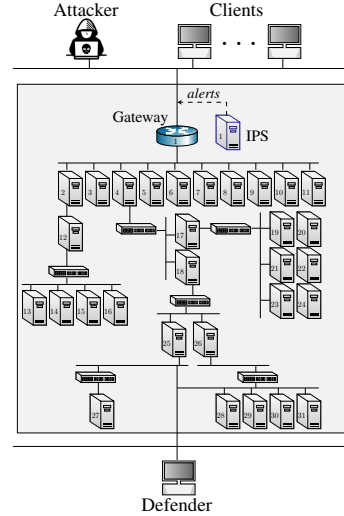 Attacker Clients
. . .
alerts
Gateway
1 1 IPS
2 3 4 5 6 7 8 9 10 11
12 17 19 20
18 21 22
13 14 15 16 23 24
25 26
27 28 29 30 31
Defender